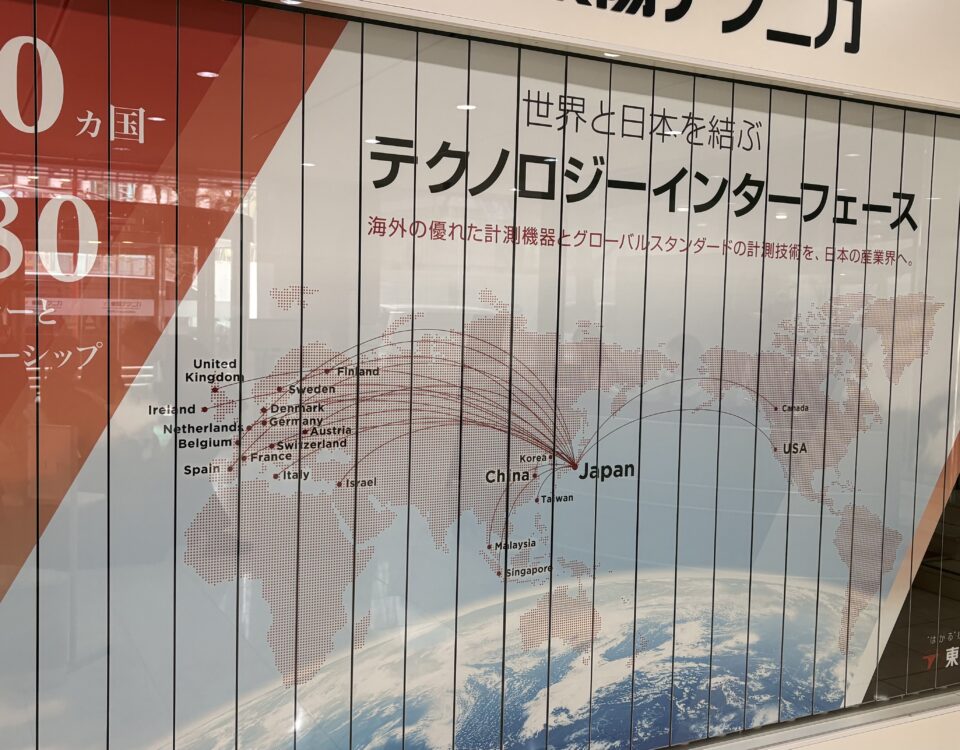 0
カ国
30
ーと
ーシップ
世界と日本を結ぶ
テクノロジーインターフェース
海外の優れた計測機器とグローバルスタンダードの計測技術を、日本の産業界へ。
United
Kingdom
Finland
Sweden
Ireland
Denmark
Netherlands
Germany
Austria
Belgium
Switzerland
France
Spain
Italy
Israel
Korea
China
Japan
Taiwan
Malaysia
Singapore
Canada
USA
"はかる"
東